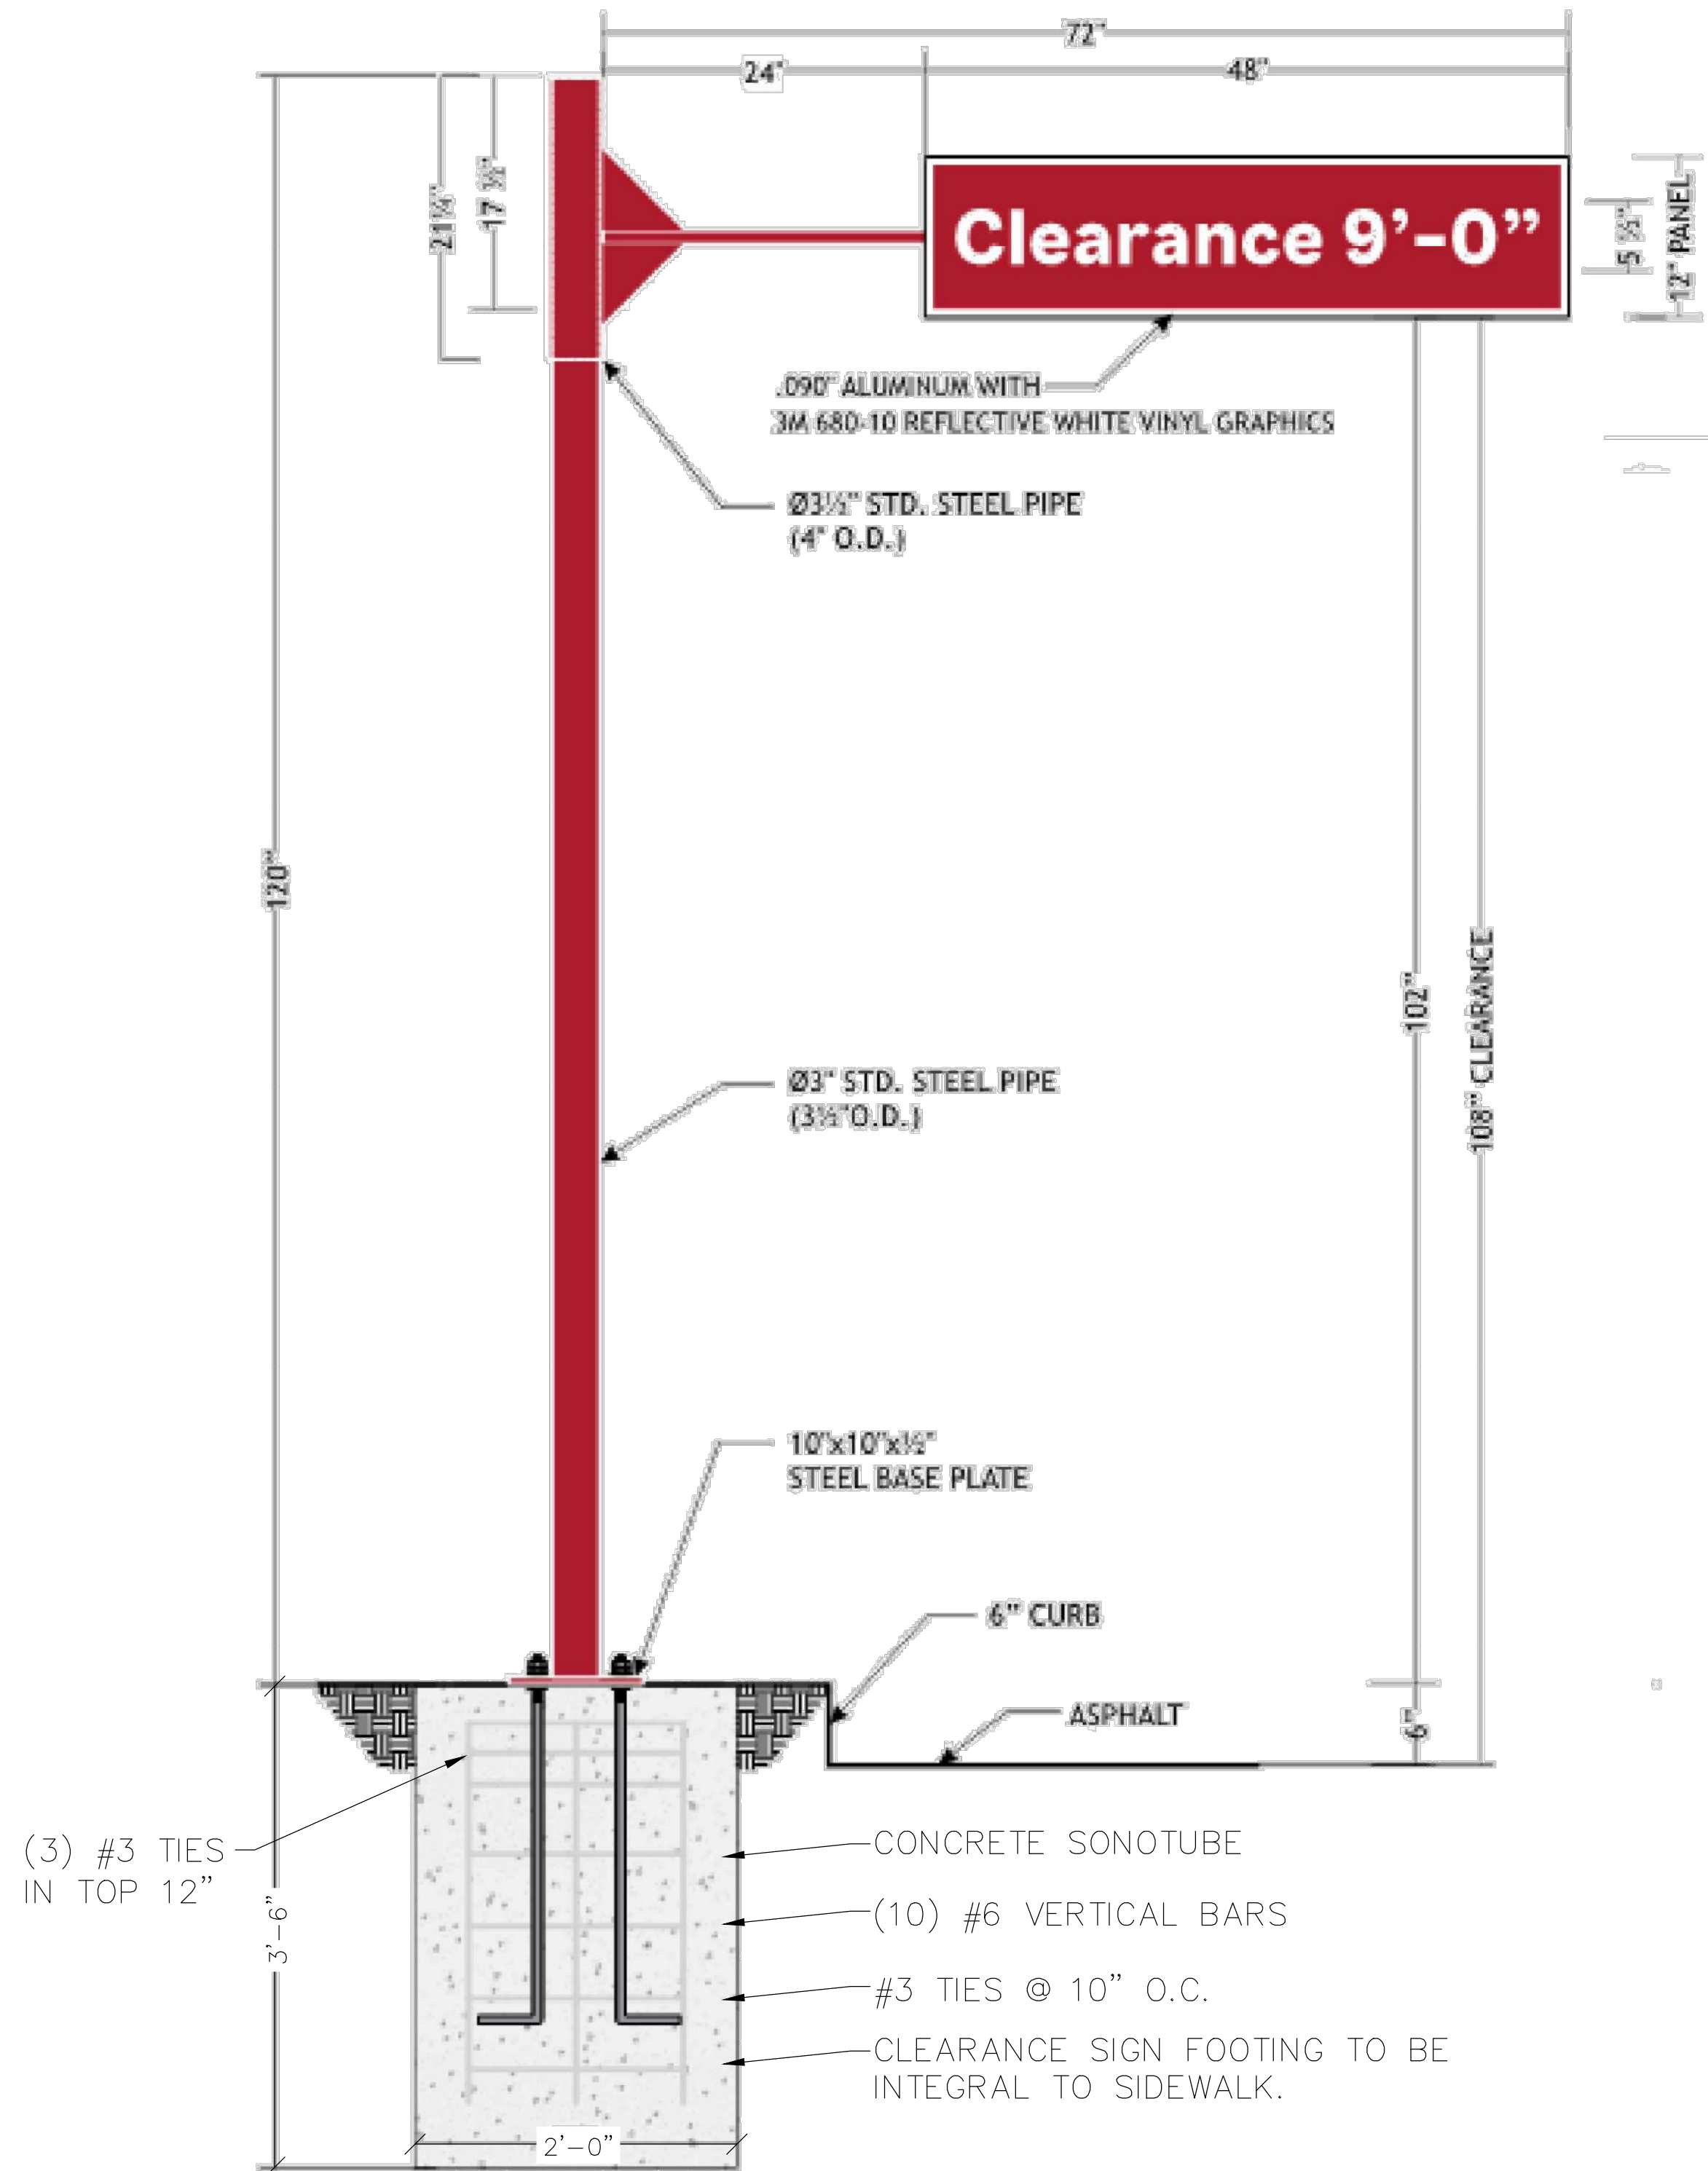 72"
24"
48"
21¼"
17 ½"
Clearance 9’-0”
5 ½"
12" PANEL
.090" ALUMINUM WITH
3M 680-10 REFLECTIVE WHITE VINYL GRAPHICS
Ø3½" STD. STEEL PIPE
(4" O.D.)
120"
102"
108" CLEARANCE
Ø3" STD. STEEL PIPE
(3½"O.D.)
10"x10"x½"
STEEL BASE PLATE
6" CURB
ASPHALT
6"
(3) #3 TIES
IN TOP 12”
3’-6”
CONCRETE SONOTUBE
(10) #6 VERTICAL BARS
#3 TIES @ 10” O.C.
CLEARANCE SIGN FOOTING TO BE
INTEGRAL TO SIDEWALK.
2’-0”